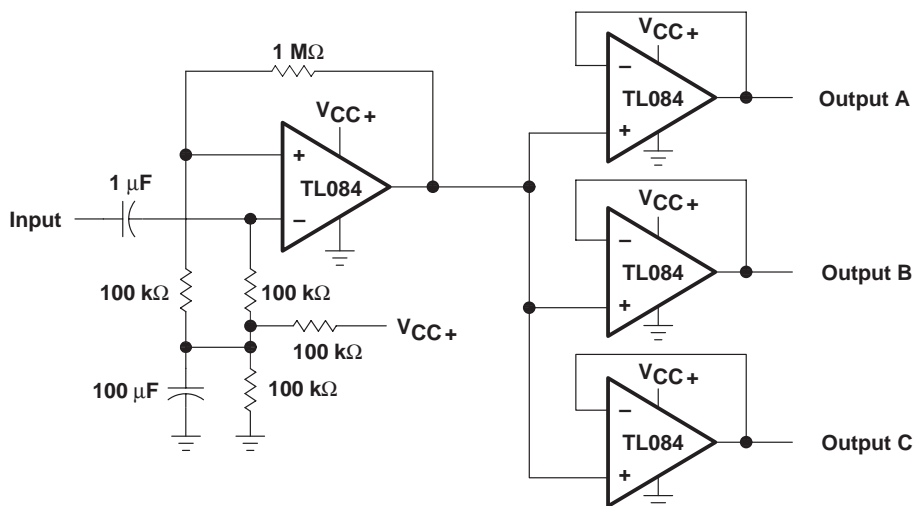 1 MΩ
VCC+
+
TL084
−
1 µF
Input
100 kΩ
100 kΩ
VCC+
100 kΩ
100 µF
100 kΩ
VCC+
−
TL084
+
Output A
VCC+
−
TL084
+
Output B
VCC+
−
TL084
+
Output C